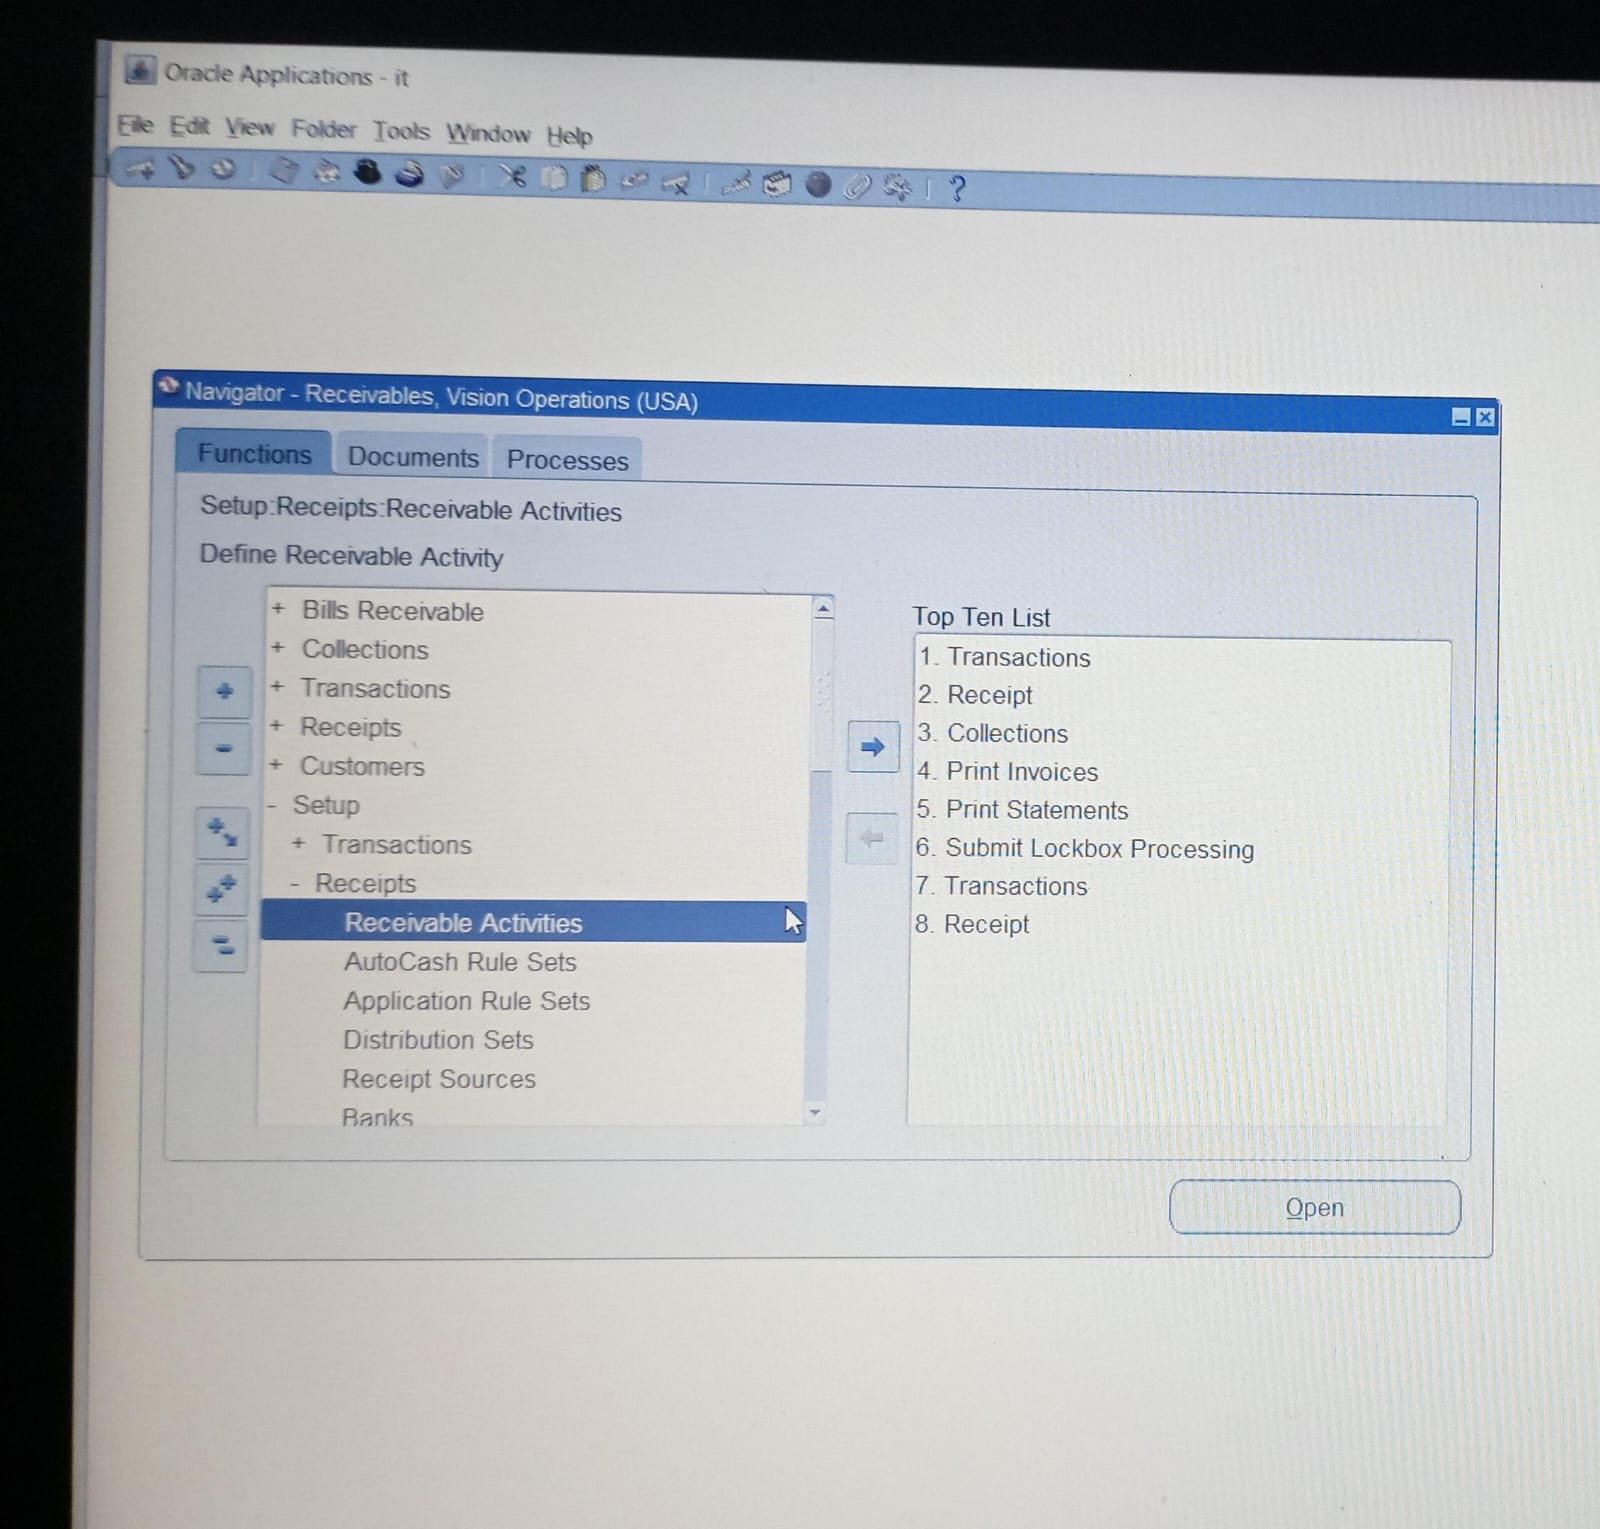 Oracle Applications - it
File Edit View Folder Tools Window Help
?
Navigator - Receivables, Vision Operations (USA)
Functions Documents Processes
Setup:Receipts:Receivable Activities
Define Receivable Activity
+ Bills Receivable
+ Collections
+ Transactions
+ Receipts
+ Customers
- Setup
+ Transactions
- Receipts
Receivable Activities
AutoCash Rule Sets
Application Rule Sets
Distribution Sets
Receipt Sources
Banks
Top Ten List
1. Transactions
2. Receipt
3. Collections
4. Print Invoices
5. Print Statements
6. Submit Lockbox Processing
7. Transactions
8. Receipt
Open